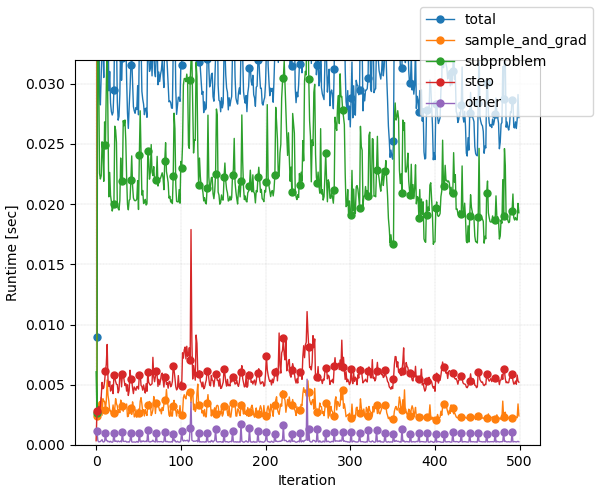 total
sample_and_grad
subproblem
step
other
0.030
0.025
0.020
0.015
0.010
0.005
0.000
Runtime [sec]
0
100
200
300
400
500
Iteration